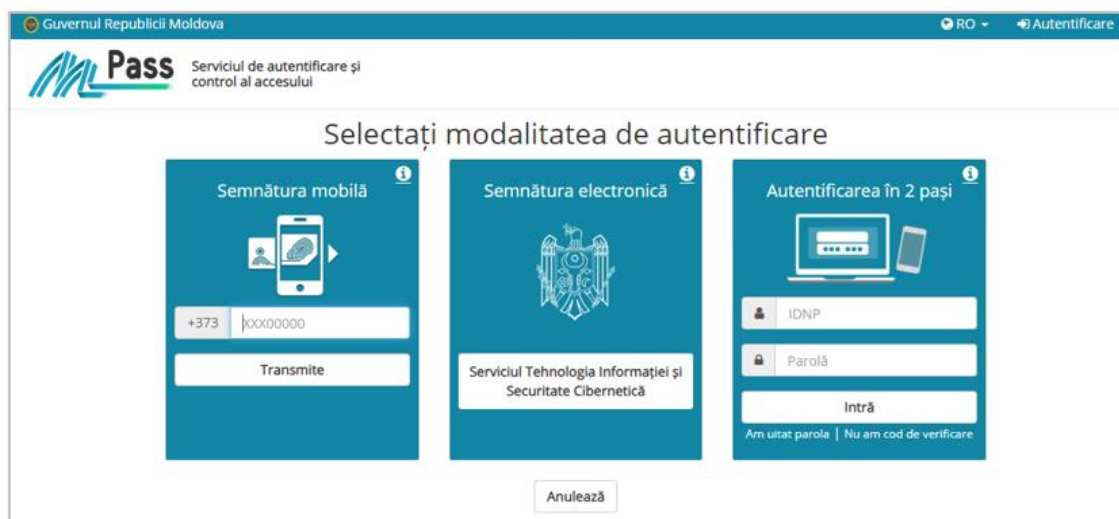 Guvernul Republicii Moldova
RO
Autentificare
MPass
Serviciul de autentificare și
control al accesului
Selectați modalitatea de autentificare
Semnătura mobilă
+373 XXX00000
Transmite
Semnătura electronică
Serviciul Tehnologia Informației și
Securitate Cibernetică
Autentificarea în 2 pași
IDNP
Parolă
Intră
Am uitat parola | Nu am cod de verificare
Anulează